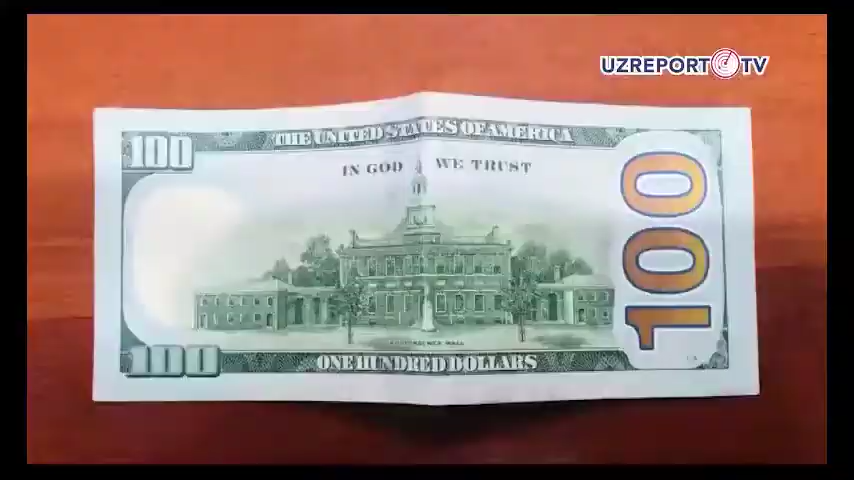 UZREPORT TV
THE UNITED STATES OF AMERICA
100
IN GOD WE TRUST
100
100
ONE HUNDRED DOLLARS